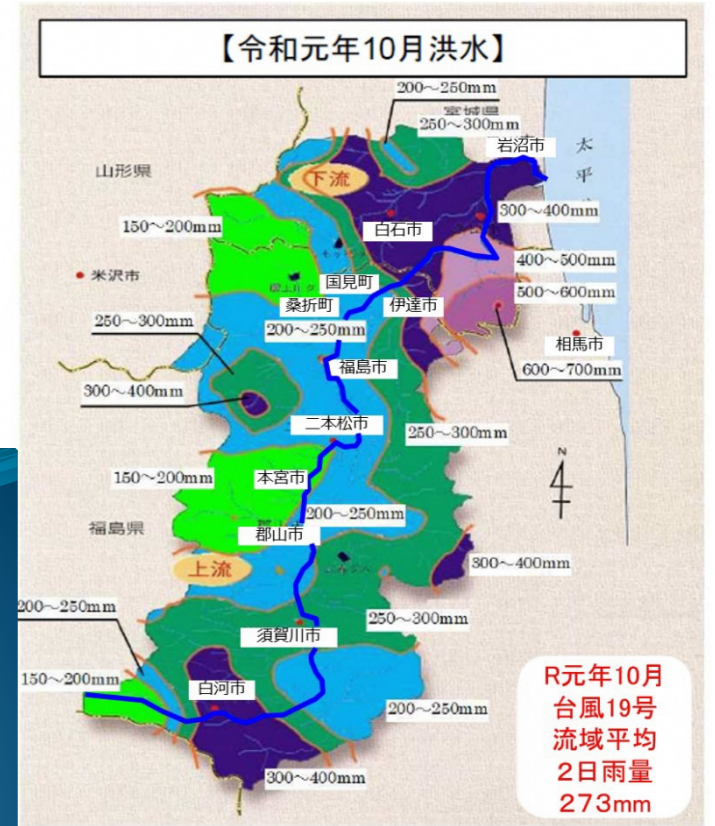 【令和元年10月洪水】
200～250mm
宮城県
250～300mm
岩沼市
太平
山形県
下流
150～200mm
白石市
300～400mm
米沢市
400～500mm
国見町
500～600mm
桑折町
伊達市
250～300mm
200～250mm
相馬市
福島市
600～700mm
300～400mm
二本松市
250～300mm
150～200mm
本宮市
N
200～250mm
福島県
郡山市
上流
300～400mm
200～250mm
250～300mm
須賀川市
150～200mm
白河市
200～250mm
300～400mm
R元年10月
台風19号
流域平均
2日雨量
273mm